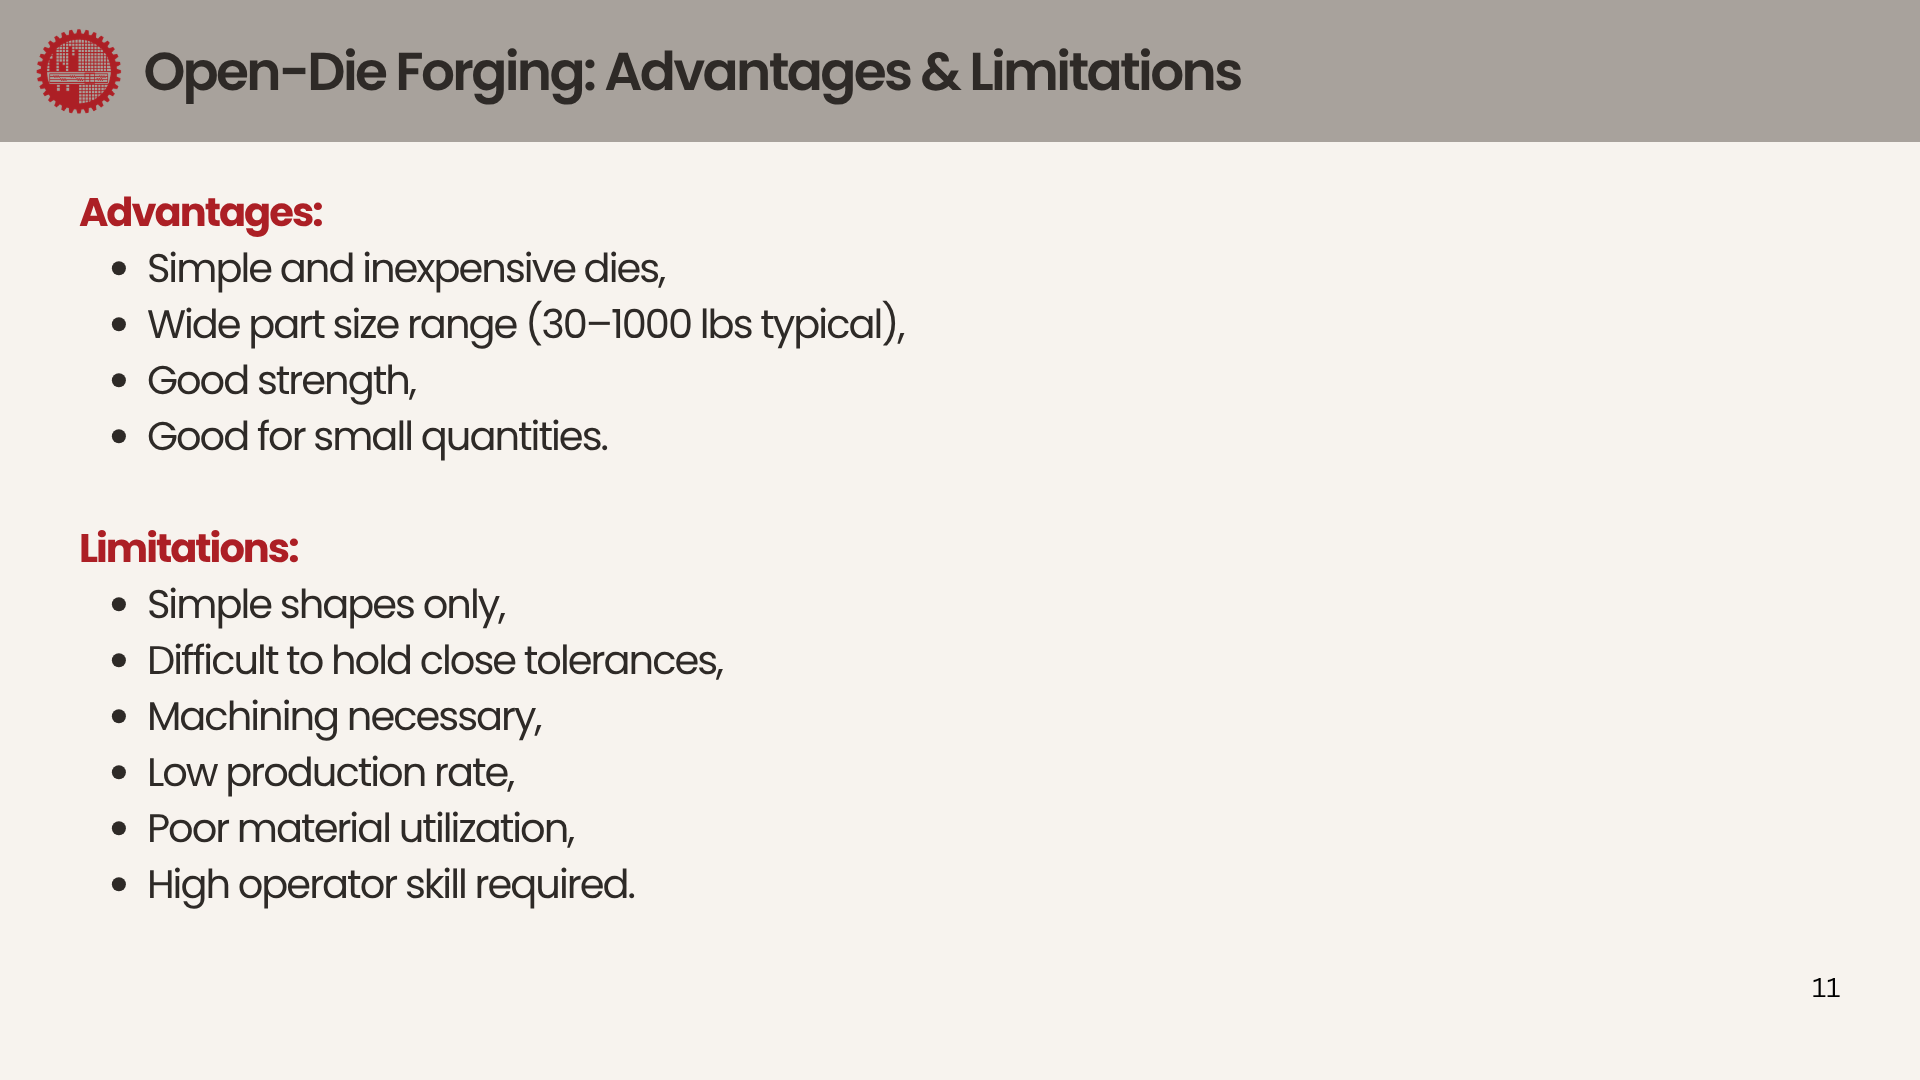 Open-Die Forging: Advantages & Limitations
Advantages:
• Simple and inexpensive dies,
• Wide part size range (30–1000 lbs typical),
• Good strength,
• Good for small quantities.
Limitations:
• Simple shapes only,
• Difficult to hold close tolerances,
• Machining necessary,
• Low production rate,
• Poor material utilization,
• High operator skill required.
11